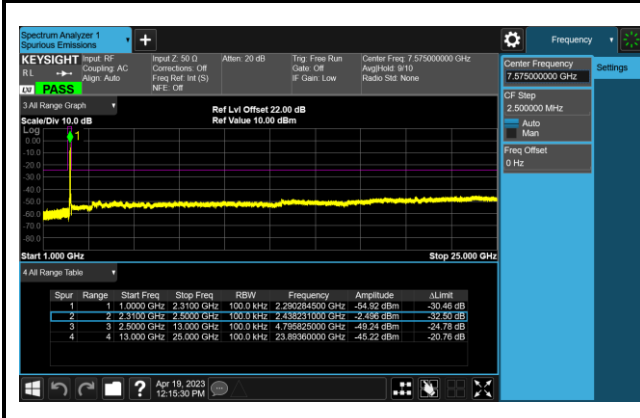 Spectrum Analyzer 1
Spurious Emissions
Frequency
KEYSIGHT
Input: RF
Coupling: AC
Align: Auto
Input Z: 50 Ω
Corrections: Off
Freq Ref: Int (S)
NFE: Off
Atten: 20 dB
Trig: Free Run
Gate: Off
IF Gain: Low
Center Freq: 7.575000000 GHz
Avg|Hold: 9/10
Radio Std: None
RL
LXI
PASS
Center Frequency
7.575000000 GHz
Settings
CF Step
2.500000 MHz
Auto
Man
Freq Offset
0 Hz
3 All Range Graph
Scale/Div 10.0 dB
Ref Lvl Offset 22.00 dB
Ref Value 10.00 dBm
Log
1
0.00
-10.0
-20.0
-30.0
-40.0
-50.0
-60.0
-70.0
-80.0
Start 1.000 GHz
Stop 25.000 GHz
4 All Range Table
Spur Range Start Freq Stop Freq RBW Frequency Amplitude ΔLimit
1 1 1.0000 GHz 2.3100 GHz 100.0 kHz 2.290284500 GHz -54.92 dBm -30.46 dB
2 2 2.3100 GHz 2.5000 GHz 100.0 kHz 2.438231000 GHz -2.496 dBm -32.50 dB
3 3 2.5000 GHz 13.000 GHz 100.0 kHz 4.795825000 GHz -49.24 dBm -24.78 dB
4 4 13.000 GHz 25.000 GHz 100.0 kHz 23.89360000 GHz -45.22 dBm -20.76 dB
Apr 19, 2023
12:15:30 PM